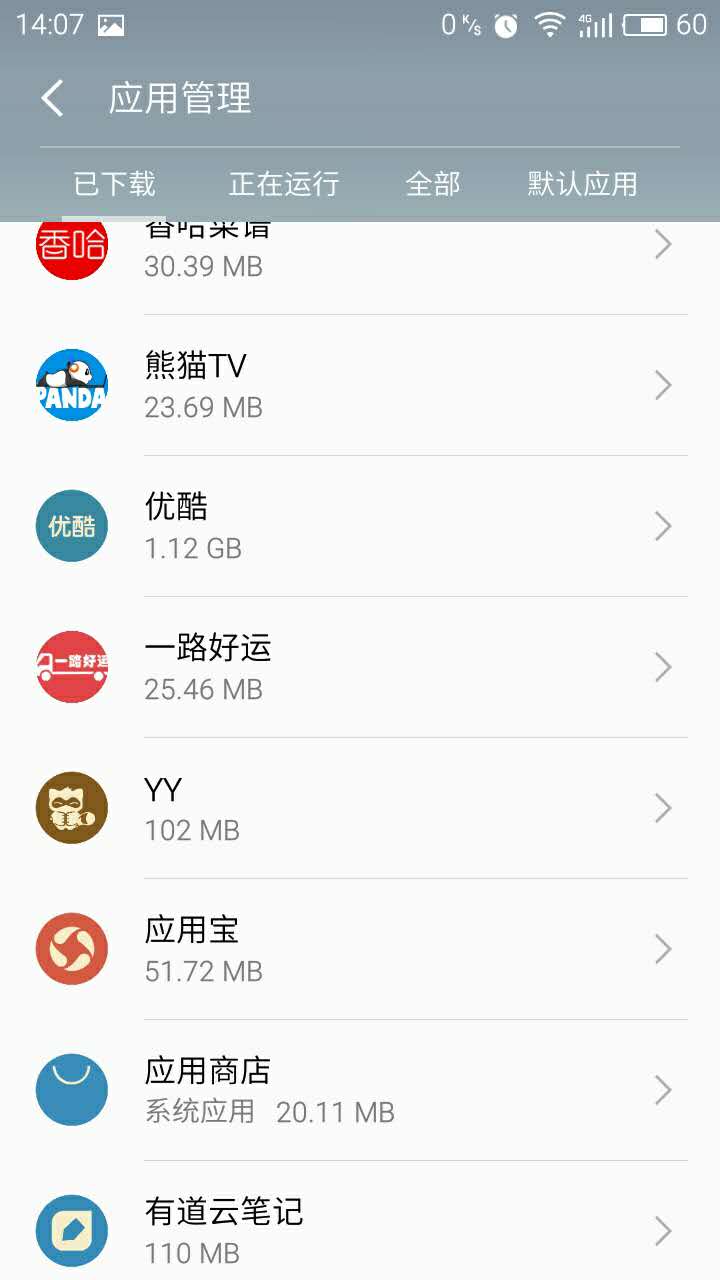 14:07
0 K/s 4G 60
应用管理
已下载 正在运行 全部 默认应用
香哈
香哈菜谱
30.39 MB
PANDA
熊猫TV
23.69 MB
优酷
优酷
1.12 GB
一路好运
一路好运
25.46 MB
YY
102 MB
应用宝
51.72 MB
应用商店
系统应用 20.11 MB
有道云笔记
110 MB